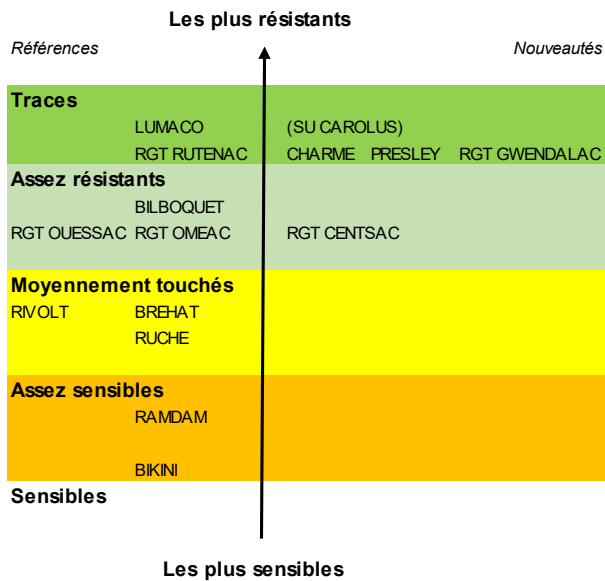 Les plus résistants
Références Nouveautés
Traces
LUMACO (SU CAROLUS)
RGT RUTENAC CHARME PRESLEY RGT GWENDALAC
Assez résistants
BILBOQUET
RGT OUESSAC RGT OMEAC RGT CENTSAC
Moyennement touchés
RIVOLT BREHAT
RUCHE
Assez sensibles
RAMDAM
BIKINI
Sensibles
Les plus sensibles